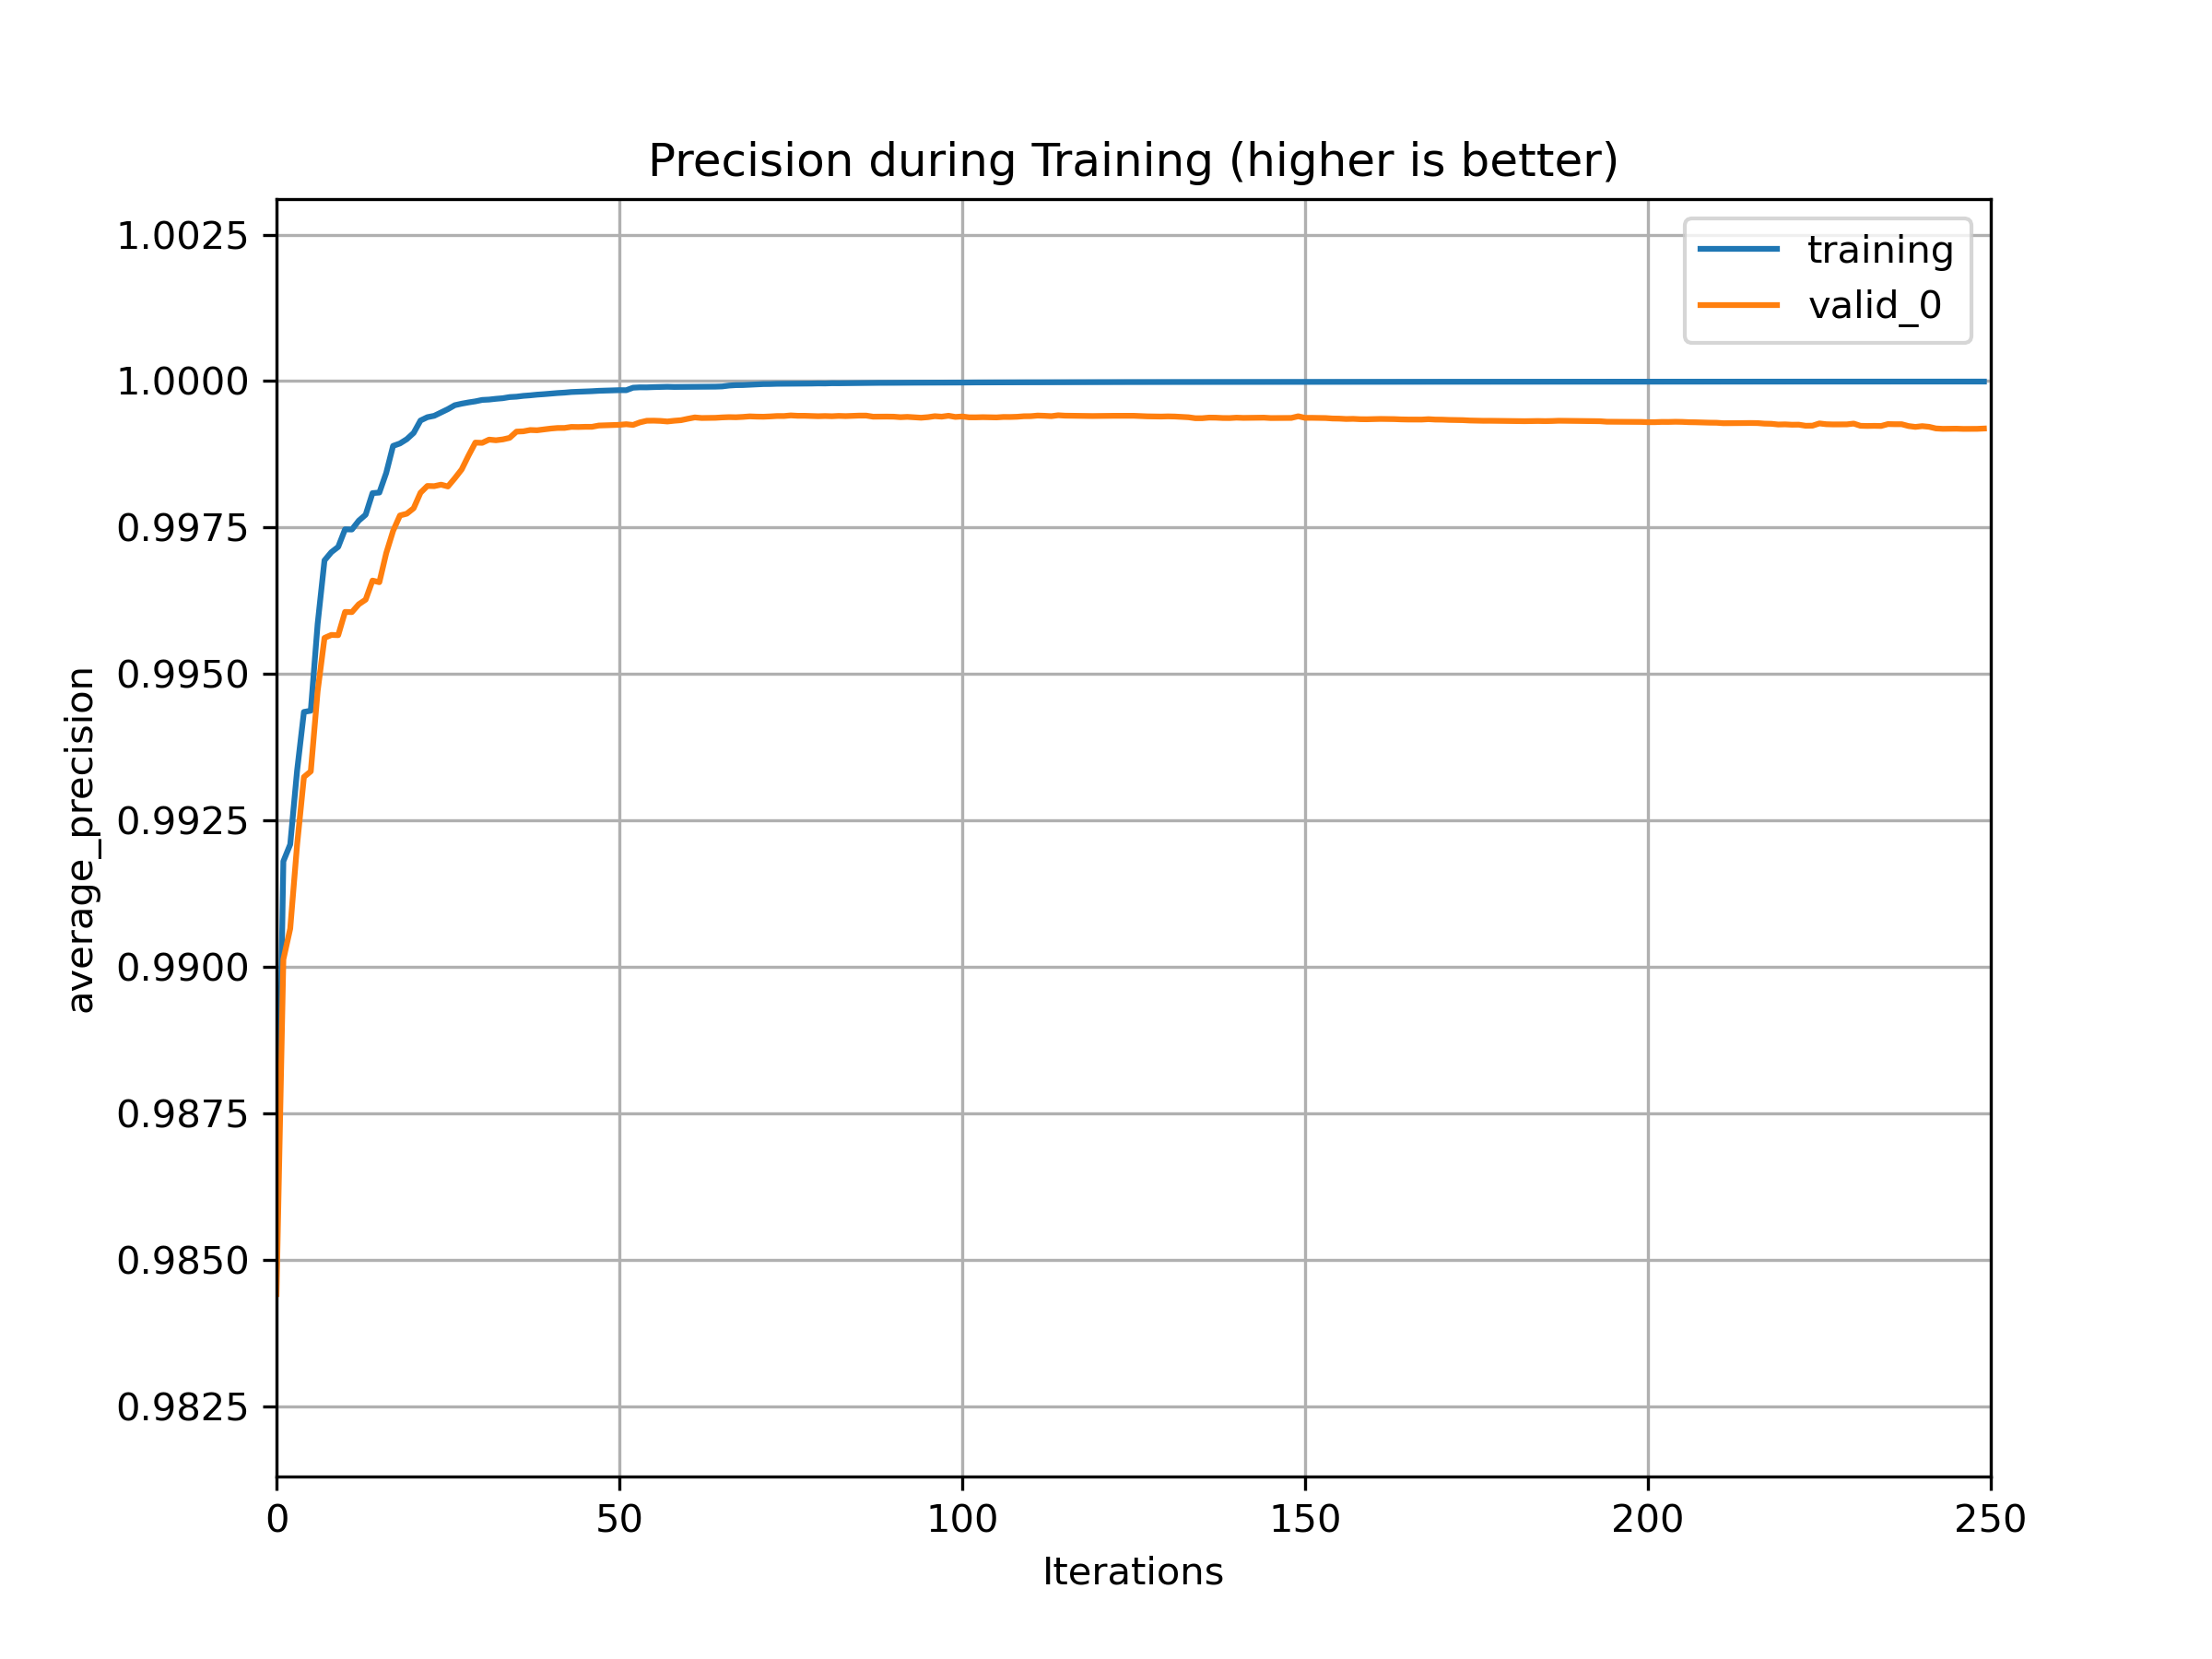 Precision during Training (higher is better)
training
valid_0
1.0025
1.0000
0.9975
0.9950
0.9925
0.9900
0.9875
0.9850
0.9825
average_precision
0 50 100 150 200 250
Iterations